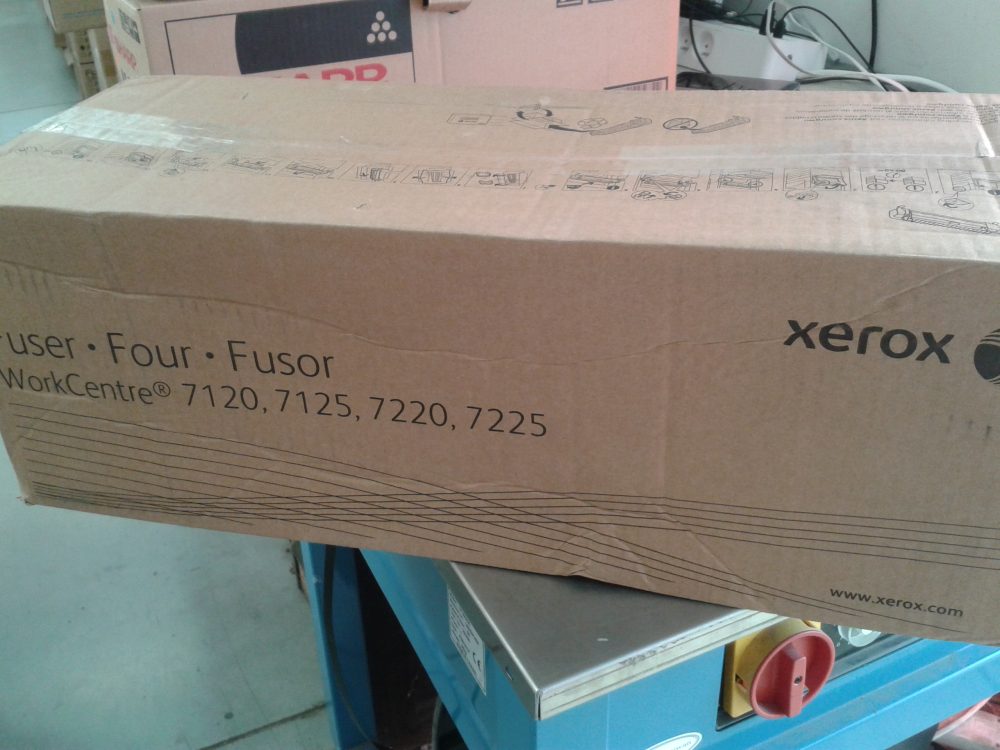 user • Four • Fusor
WorkCentre® 7120, 7125, 7220, 7225
xerox
www.xerox.com